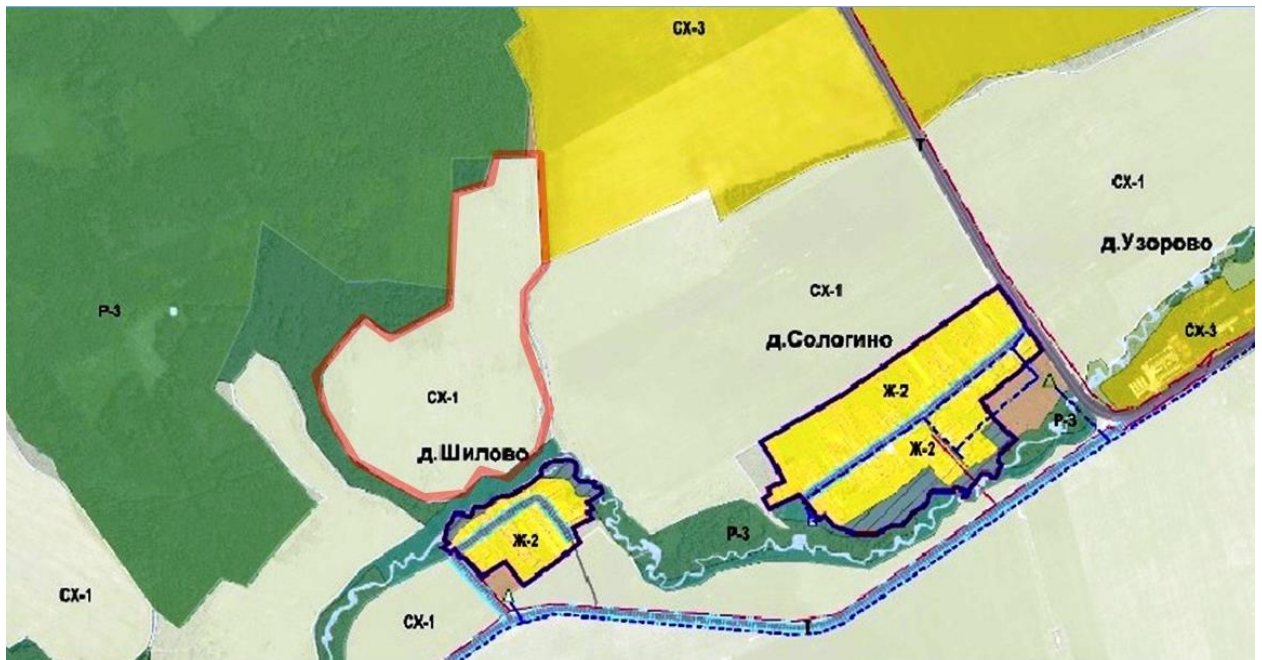 СХ-3
Т
СХ-1
д.Узорово
СХ-1
Р-3
СХ-3
д.Сологино
Ж-2
СХ-1
Р-3
д.Шилово
Ж-2
Р-3
Ж-2
СХ-1
СХ-1
Т